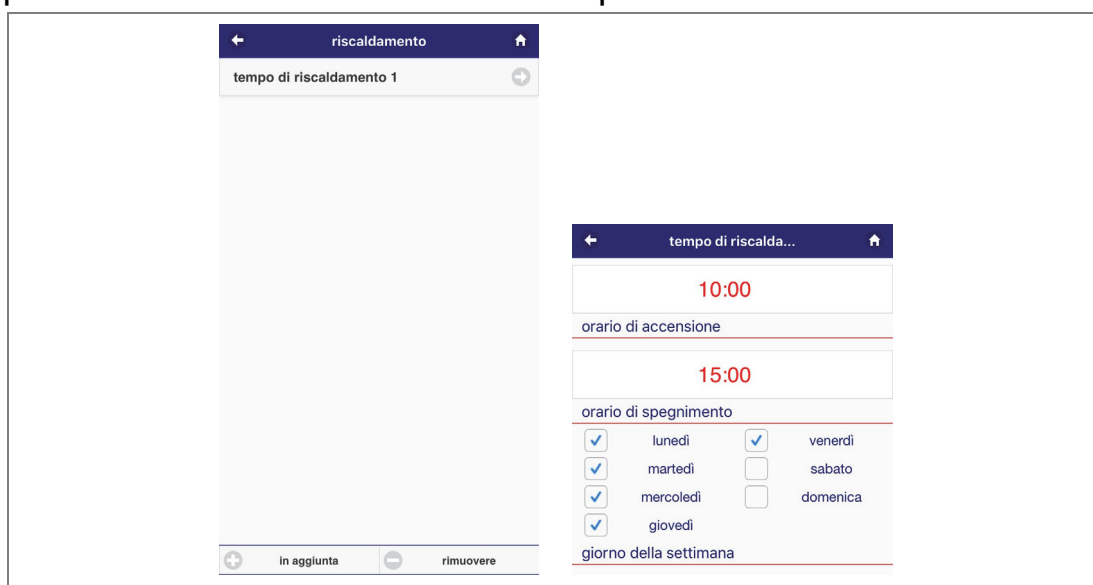 riscaldamento
tempo di riscaldamento 1
in aggiunta
rimuovere
tempo di riscalda...
10:00
orario di accensione
15:00
orario di spegnimento
lunedì venerdì
martedì sabato
mercoledì domenica
giovedì
giorno della settimana